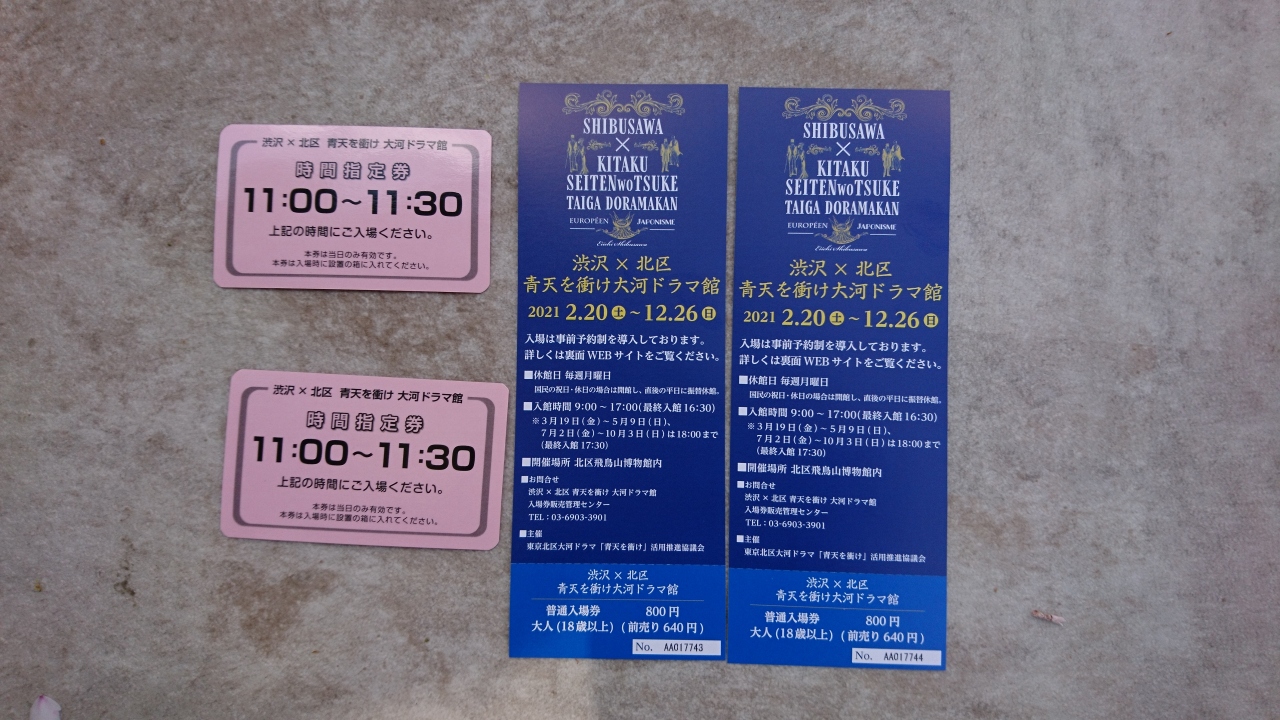 渋沢 × 北区 青天を衝け 大河ドラマ館
時間指定券
11:00～11:30
上記の時間にご入場ください。
本券は当日のみ有効です。
本券は入場時に設置の箱に入れてください。
渋沢 × 北区 青天を衝け 大河ドラマ館
時間指定券
11:00～11:30
上記の時間にご入場ください。
本券は当日のみ有効です。
本券は入場時に設置の箱に入れてください。
SHIBUSAWA
×
KITAKU
SEITENwoTSUKE
TAIGA DORAMAKAN
EUROPÉEN JAPONISME
Eiichi Shibusawa
渋沢 × 北区
青天を衝け大河ドラマ館
2021 2.20土～12.26日
入場は事前予約制を導入しております。
詳しくは裏面WEBサイトをご覧ください。
■休館日 毎週月曜日
国民の祝日・休日の場合は開館し、直後の平日に振替休館。
■入館時間 9:00～17:00(最終入館 16:30)
※3月19日(金)～5月9日(日)、
7月2日(金)～10月3日(日)は18:00まで
(最終入館 17:30)
■開催場所 北区飛鳥山博物館内
■お問合せ
渋沢 × 北区 青天を衝け 大河ドラマ館
入場券販売管理センター
TEL：03-6903-3901
■主催
東京北区大河ドラマ「青天を衝け」活用推進協議会
渋沢 × 北区
青天を衝け大河ドラマ館
普通入場券 800円
大人(18歳以上) (前売り640円)
No. AA017743
SHIBUSAWA
×
KITAKU
SEITENwoTSUKE
TAIGA DORAMAKAN
EUROPÉEN JAPONISME
Eiichi Shibusawa
渋沢 × 北区
青天を衝け大河ドラマ館
2021 2.20土～12.26日
入場は事前予約制を導入しております。
詳しくは裏面WEBサイトをご覧ください。
■休館日 毎週月曜日
国民の祝日・休日の場合は開館し、直後の平日に振替休館。
■入館時間 9:00～17:00(最終入館 16:30)
※3月19日(金)～5月9日(日)、
7月2日(金)～10月3日(日)は18:00まで
(最終入館 17:30)
■開催場所 北区飛鳥山博物館内
■お問合せ
渋沢 × 北区 青天を衝け 大河ドラマ館
入場券販売管理センター
TEL：03-6903-3901
■主催
東京北区大河ドラマ「青天を衝け」活用推進協議会
渋沢 × 北区
青天を衝け大河ドラマ館
普通入場券 800円
大人(18歳以上) (前売り640円)
No. AA017744